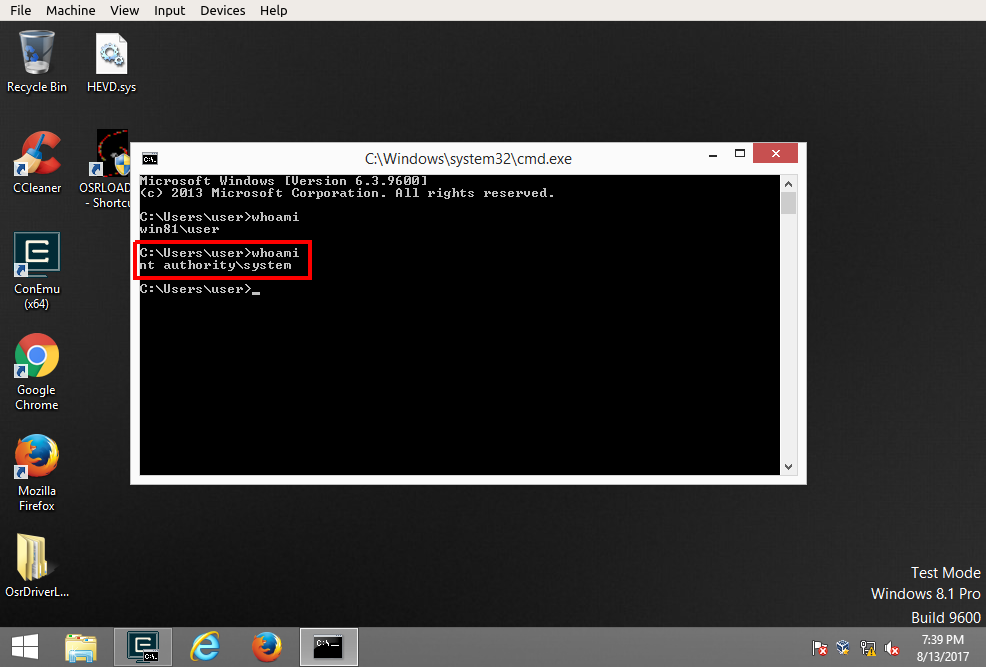 File Machine View Input Devices Help
Recycle Bin
HEVD.sys
CCleaner
OSRLOAD
- Shortcu
ConEmu
(x64)
Google
Chrome
Mozilla
Firefox
OsrDriverL...
C:\Windows\system32\cmd.exe
Microsoft Windows [Version 6.3.9600]
(c) 2013 Microsoft Corporation. All rights reserved.
C:\Users\user>whoami
win81\user
C:\Users\user>whoami
nt authority\system
C:\Users\user>_
Test Mode
Windows 8.1 Pro
Build 9600
7:39 PM
8/13/2017